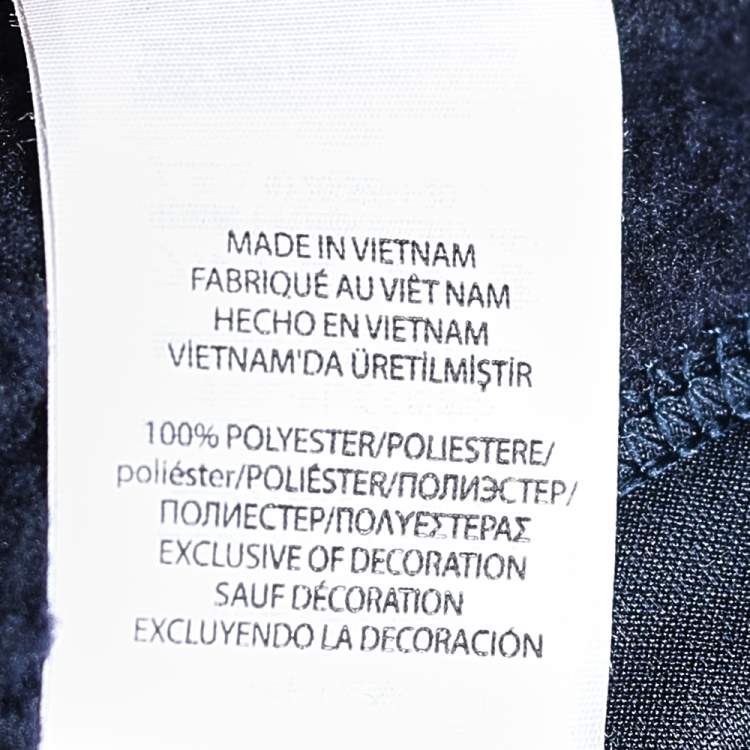 MADE IN VIETNAM
FABRIQUÉ AU VIÊT NAM
HECHO EN VIETNAM
VİETNAM'DA ÜRETİLMİŞTİR
100% POLYESTER/POLIESTERE/
poliéster/POLIÉSTER/ПОЛИЭСТЕР/
ПОЛИЕСТЕР/ΠΟΛΥΕΣΤΕΡΑΣ
EXCLUSIVE OF DECORATION
SAUF DÉCORATION
EXCLUYENDO LA DECORACIÓN